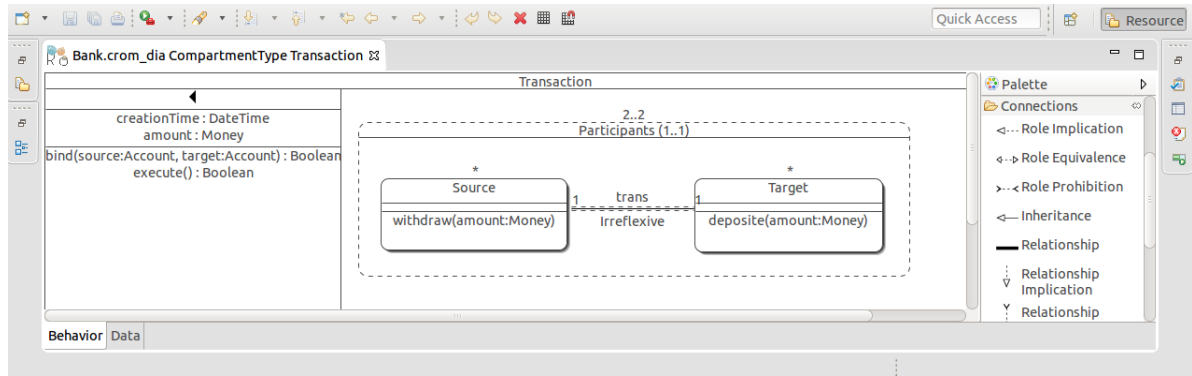 Quick Access
Resource
Bank.crom_dia CompartmentType Transaction
Transaction
creationTime : DateTime
amount : Money
bind(source:Account, target:Account) : Boolean
execute() : Boolean
2..2
Participants (1..1)
*
Source
withdraw(amount:Money)
1
trans
1
Irreflexive
*
Target
deposite(amount:Money)
Palette
Connections
Role Implication
Role Equivalence
Role Prohibition
Inheritance
Relationship
Relationship
Implication
Relationship
Behavior
Data